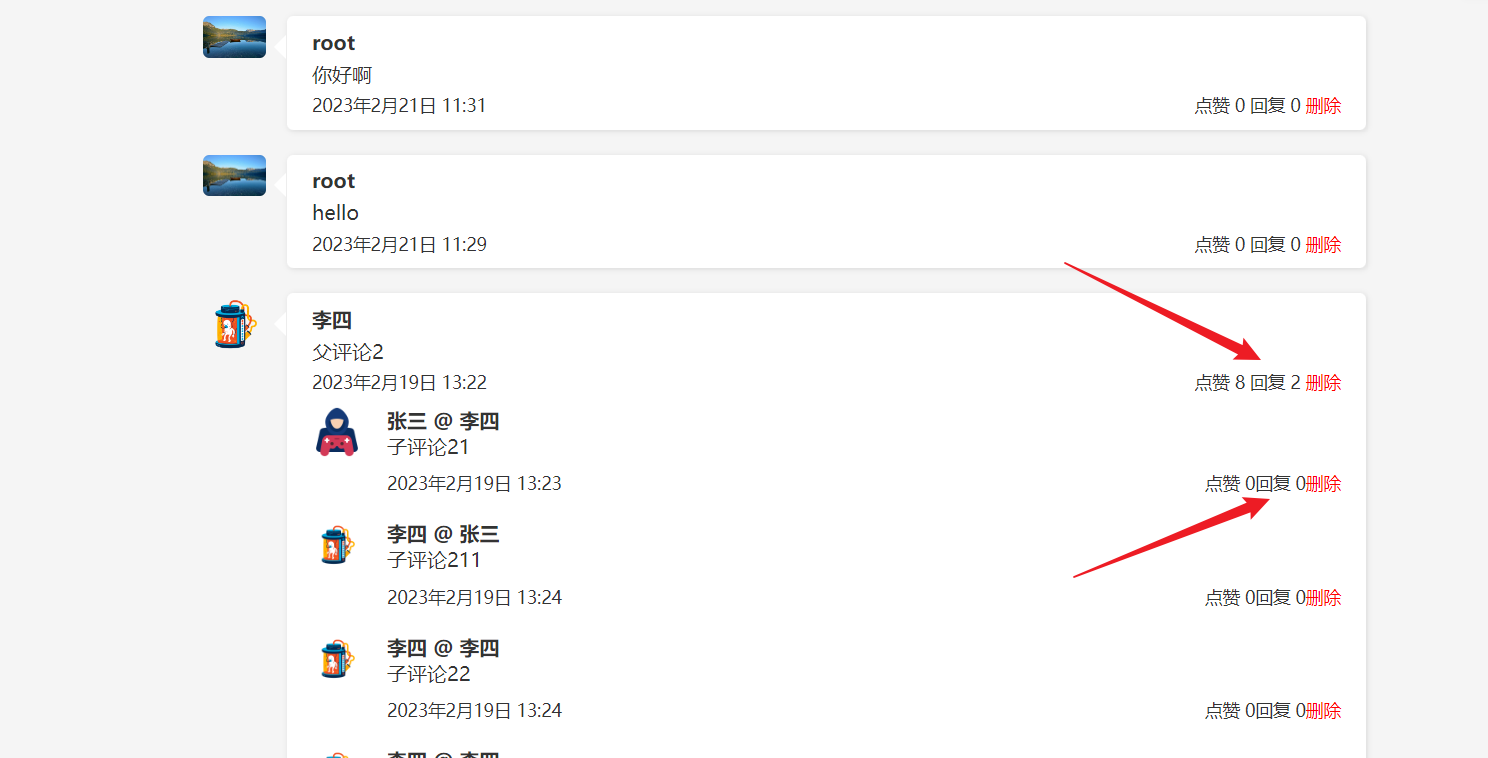 root
你好啊
2023年2月21日 11:31 点赞 0 回复 0 删除
root
hello
2023年2月21日 11:29 点赞 0 回复 0 删除
李四
父评论2
2023年2月19日 13:22 点赞 8 回复 2 删除
张三 @ 李四
子评论21
2023年2月19日 13:23 点赞 0回复 0删除
李四 @ 张三
子评论211
2023年2月19日 13:24 点赞 0回复 0删除
李四 @ 李四
子评论22
2023年2月19日 13:24 点赞 0回复 0删除
李四 @ 李四